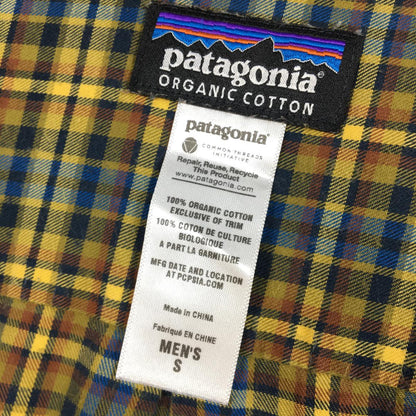 patagonia
ORGANIC COTTON
patagonia
COMMON THREADS
INITIATIVE
Repair, Reuse, Recycle
This Product
www.patagonia.com
100% ORGANIC COTTON
EXCLUSIVE OF TRIM
100% COTON DE CULTURE
BIOLOGIQUE
A PART LA GARNITURE
MFG DATE AND LOCATION
AT PCPSIA.COM
Made in CHINA
Fabriqué EN CHINE
MEN'S
S